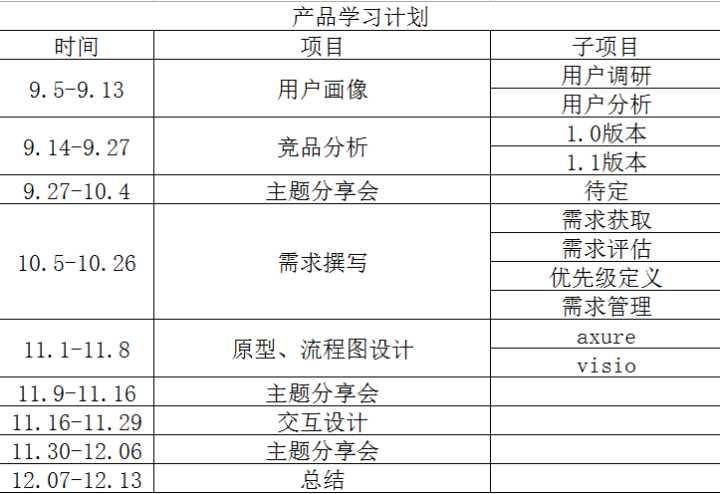 产品学习计划
时间 项目 子项目
9.5-9.13 用户画像 用户调研
用户分析
9.14-9.27 竞品分析 1.0版本
1.1版本
9.27-10.4 主题分享会 待定
10.5-10.26 需求撰写 需求获取
需求评估
优先级定义
需求管理
11.1-11.8 原型、流程图设计 axure
visio
11.9-11.16 主题分享会
11.16-11.29 交互设计
11.30-12.06 主题分享会
12.07-12.13 总结